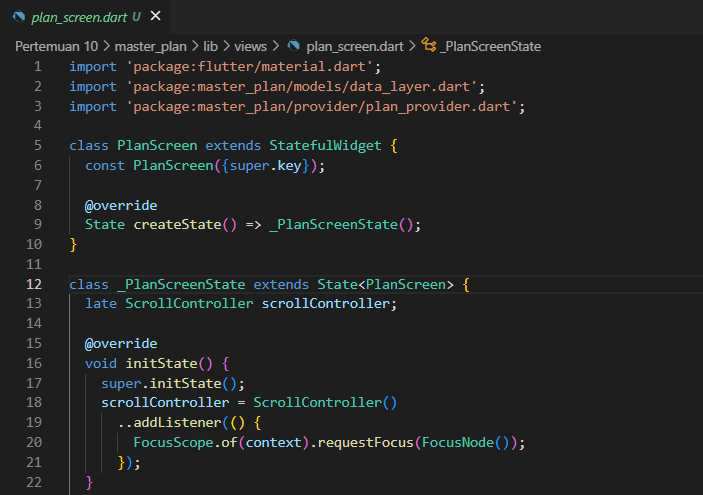 plan_screen.dart U ✕
Pertemuan 10 > master_plan > lib > views > plan_screen.dart > _PlanScreenState
1 import 'package:flutter/material.dart';
2 import 'package:master_plan/models/data_layer.dart';
3 import 'package:master_plan/provider/plan_provider.dart';
4
5 class PlanScreen extends StatefulWidget {
6   const PlanScreen({super.key});
7
8   @override
9   State createState() => _PlanScreenState();
10 }
11
12 class _PlanScreenState extends State<PlanScreen> {
13   late ScrollController scrollController;
14
15   @override
16   void initState() {
17     super.initState();
18     scrollController = ScrollController()
19       ..addListener(() {
20         FocusScope.of(context).requestFocus(FocusNode());
21       });
22   }